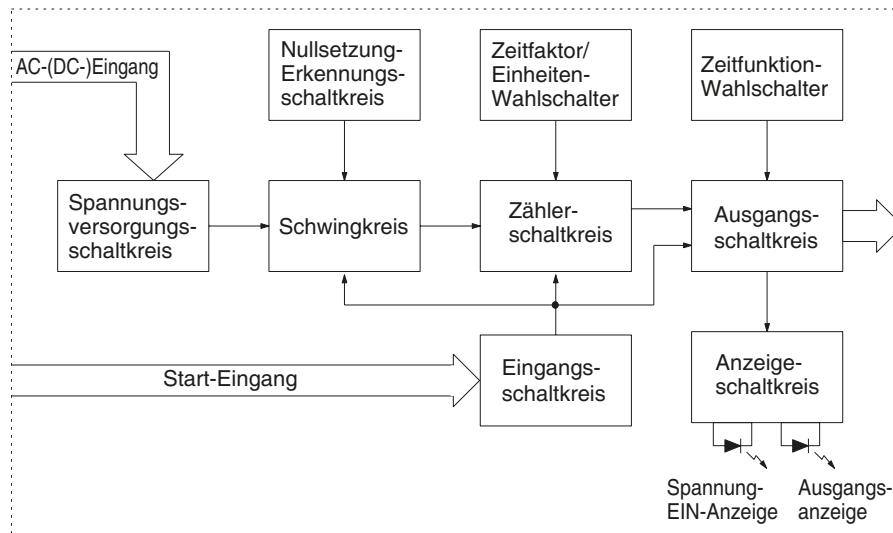 AC-(DC-)Eingang
Nullsetzung-
Erkennungs-
schaltkreis
Zeitfaktor/
Einheiten-
Wahlschalter
Zeitfunktion-
Wahlschalter
Spannungs-
versorgungs-
schaltkreis
Schwingkreis
Zähler-
schaltkreis
Ausgangs-
schaltkreis
Start-Eingang
Eingangs-
schaltkreis
Anzeige-
schaltkreis
Spannung-
EIN-Anzeige
Ausgangs-
anzeige